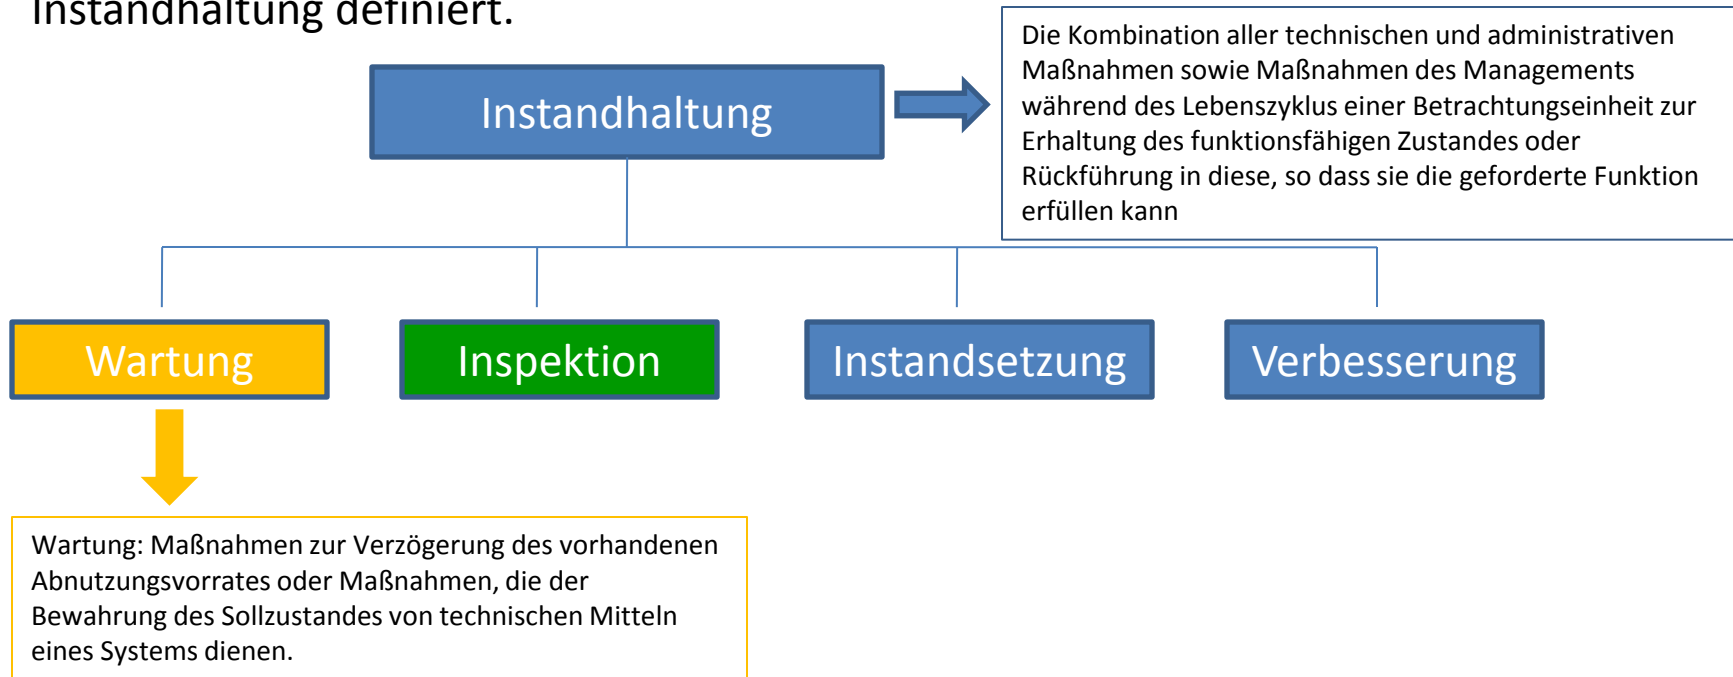 Instandhaltung definiert.
Instandhaltung
Die Kombination aller technischen und administrativen
Maßnahmen sowie Maßnahmen des Managements
während des Lebenszyklus einer Betrachtungseinheit zur
Erhaltung des funktionsfähigen Zustandes oder
Rückführung in diese, so dass sie die geforderte Funktion
erfüllen kann
Wartung
Inspektion
Instandsetzung
Verbesserung
Wartung: Maßnahmen zur Verzögerung des vorhandenen
Abnutzungsvorrates oder Maßnahmen, die der
Bewahrung des Sollzustandes von technischen Mitteln
eines Systems dienen.